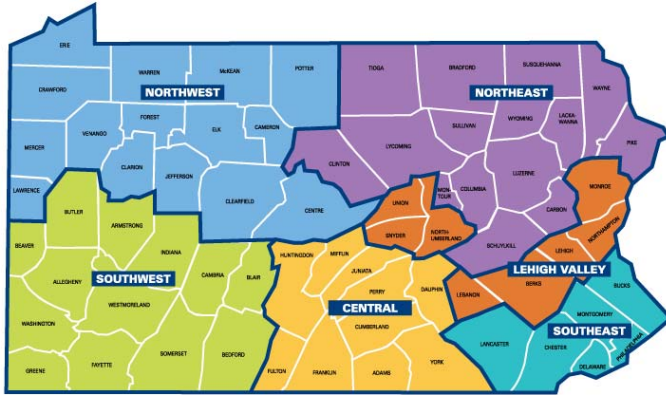 ERIE
CRAWFORD
WARREN
McKEAN
POTTER
NORTHWEST
MERCER
VENANGO
FOREST
ELK
CAMERON
CLARION
JEFFERSON
LAWRENCE
CLEARFIELD
CENTRE
TIOGA
BRADFORD
SUSQUEHANNA
WAYNE
NORTHEAST
SULLIVAN
WYOMING
LACKA-
WANNA
PIKE
LYCOMING
CLINTON
COLUMBIA
LUZERNE
MON-
TOUR
CARBON
SCHUYLKILL
UNION
SNYDER
NORTH-
UMBERLAND
MONROE
NORTHAMPTON
LEHIGH
LEHIGH VALLEY
BERKS
LEBANON
BUTLER
ARMSTRONG
BEAVER
INDIANA
ALLEGHENY
SOUTHWEST
CAMBRIA
BLAIR
WESTMORELAND
WASHINGTON
GREENE
FAYETTE
SOMERSET
BEDFORD
HUNTINGDON
MIFFLIN
JUNIATA
PERRY
DAUPHIN
CENTRAL
CUMBERLAND
FULTON
FRANKLIN
ADAMS
YORK
BUCKS
MONTGOMERY
SOUTHEAST
LANCASTER
CHESTER
PHILADELPHIA
DELAWARE